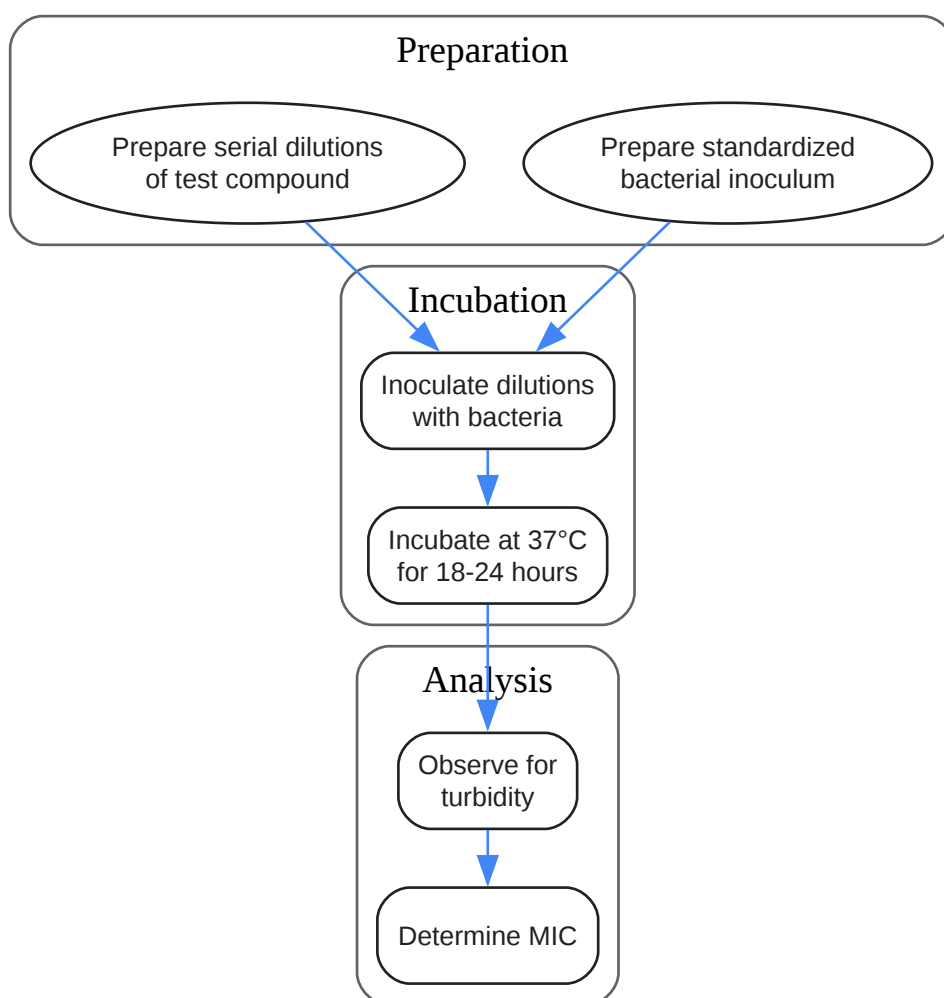 Preparation
Prepare serial dilutions
of test compound
Prepare standardized
bacterial inoculum
Incubation
Inoculate dilutions
with bacteria
Incubate at 37°C
for 18-24 hours
Analysis
Observe for
turbidity
Determine MIC